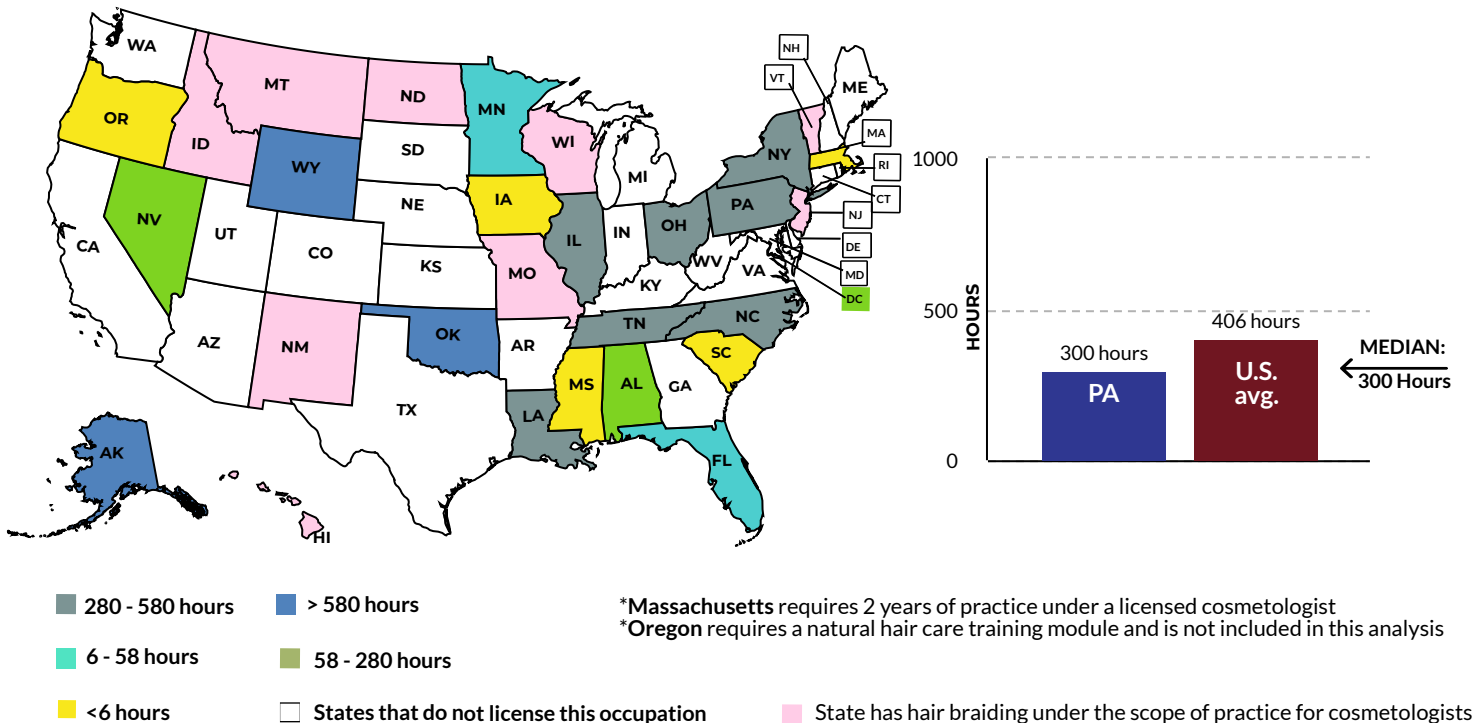 WA
MT
ND
MN
OR
ID
WY
SD
WI
MI
NE
IA
NV
UT
CO
KS
CA
AZ
NM
OK
TX
MO
AR
LA
IL
IN
OH
KY
TN
MS
AL
GA
FL
SC
NC
VA
WV
PA
NY
ME
NH
VT
MA
RI
CT
NJ
DE
MD
DC
AK
HI
1000
500
0
HOURS
300 hours
PA
406 hours
U.S.
avg.
MEDIAN:
300 Hours
280 - 580 hours
> 580 hours
6 - 58 hours
58 - 280 hours
<6 hours
States that do not license this occupation
State has hair braiding under the scope of practice for cosmetologists
*Massachusetts requires 2 years of practice under a licensed cosmetologist
*Oregon requires a natural hair care training module and is not included in this analysis